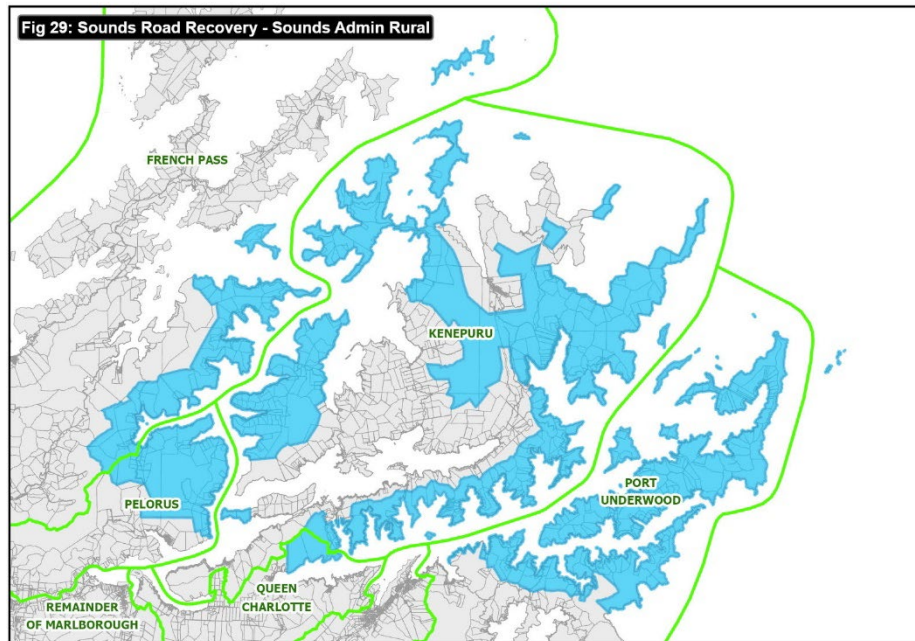 Fig 29: Sounds Road Recovery - Sounds Admin Rural
FRENCH PASS
KENEPURU
PELORUS
PORT
UNDERWOOD
QUEEN
CHARLOTTE
REMAINDER
OF MARLBOROUGH